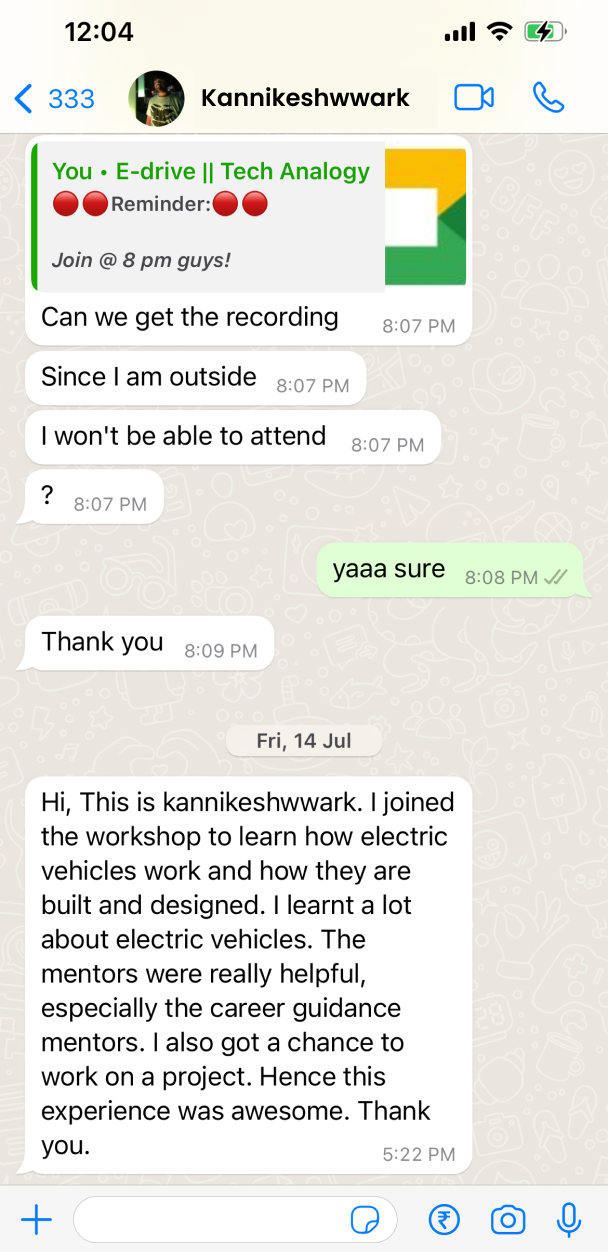 12:04
333
Kannikeshwwark
You • E-drive || Tech Analogy
🔴🔴Reminder:🔴🔴
Join @ 8 pm guys!
Can we get the recording
8:07 PM
Since I am outside
8:07 PM
I won't be able to attend
8:07 PM
?
8:07 PM
yaaa sure
8:08 PM
Thank you
8:09 PM
Fri, 14 Jul
Hi, This is kannikeshwwark. I joined
the workshop to learn how electric
vehicles work and how they are
built and designed. I learnt a lot
about electric vehicles. The
mentors were really helpful,
especially the career guidance
mentors. I also got a chance to
work on a project. Hence this
experience was awesome. Thank
you.
5:22 PM
₹